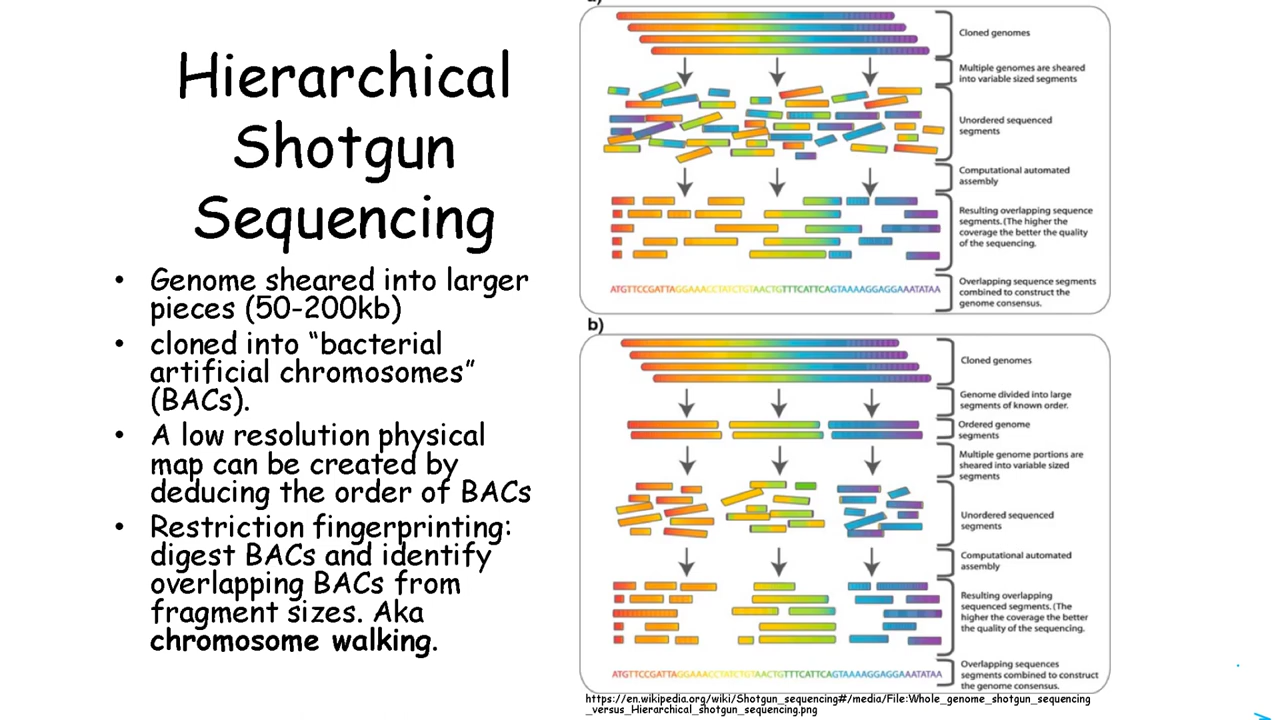 Hierarchical
Shotgun
Sequencing
• Genome sheared into larger
pieces (50-200kb)
• cloned into “bacterial
artificial chromosomes”
(BACs).
• A low resolution physical
map can be created by
deducing the order of BACs
• Restriction fingerprinting:
digest BACs and identify
overlapping BACs from
fragment sizes. Aka
chromosome walking.
a)
Cloned genomes
Multiple genomes are sheared
into variable sized segments
Unordered sequenced
segments
Computational automated
assembly
Resulting overlapping sequence
segments. (The higher the
coverage the better the quality
of the sequencing.
ATGTTCCGATTAGGAAACCTATCTGTAACTGTTTCATTCAGTAAAAGGAGGAAATATAA
Overlapping sequence segments
combined to construct the
genome consensus.
b)
Cloned genomes
Genome divided into large
segments of known order.
Ordered genome
segments
Multiple genome portions are
sheared into variable sized
segments
Unordered sequenced
segments
Computational automated
assembly
Resulting overlapping
sequenced segments. (The
higher the coverage the better
the quality of the sequencing.
ATGTTCCGATTAGGAAACCTATCTGTAACTGTTTCATTCAGTAAAAGGAGGAAATATAA
Overlapping sequences
segments combined to construct
the genome consensus.
https://en.wikipedia.org/wiki/Shotgun_sequencing#/media/File:Whole_genome_shotgun_sequencing
_versus_Hierarchical_shotgun_sequencing.png